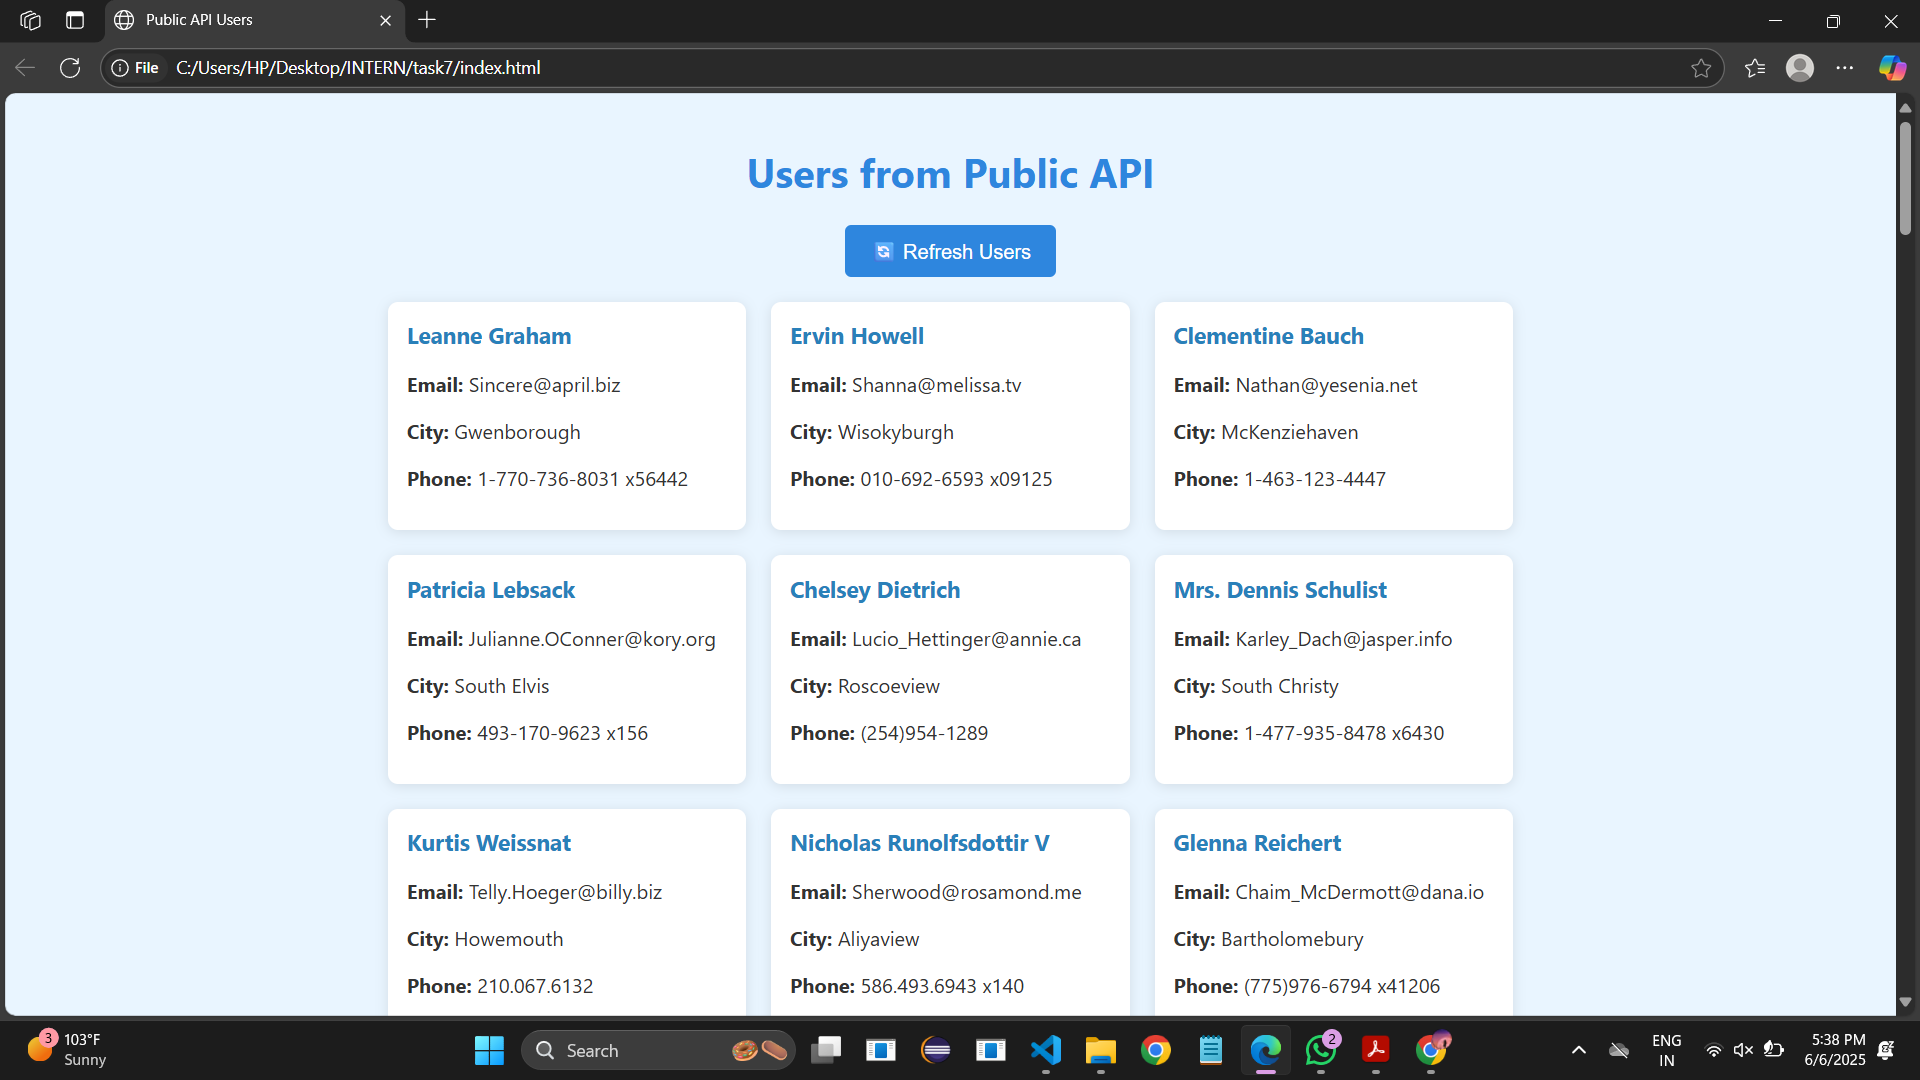 Public API Users
File
C:/Users/HP/Desktop/INTERN/task7/index.html
Users from Public API
Refresh Users
Leanne Graham
Email: Sincere@april.biz
City: Gwenborough
Phone: 1-770-736-8031 x56442
Ervin Howell
Email: Shanna@melissa.tv
City: Wisokyburgh
Phone: 010-692-6593 x09125
Clementine Bauch
Email: Nathan@yesenia.net
City: McKenziehaven
Phone: 1-463-123-4447
Patricia Lebsack
Email: Julianne.OConner@kory.org
City: South Elvis
Phone: 493-170-9623 x156
Chelsey Dietrich
Email: Lucio_Hettinger@annie.ca
City: Roscoeview
Phone: (254)954-1289
Mrs. Dennis Schulist
Email: Karley_Dach@jasper.info
City: South Christy
Phone: 1-477-935-8478 x6430
Kurtis Weissnat
Email: Telly.Hoeger@billy.biz
City: Howemouth
Phone: 210.067.6132
Nicholas Runolfsdottir V
Email: Sherwood@rosamond.me
City: Aliyaview
Phone: 586.493.6943 x140
Glenna Reichert
Email: Chaim_McDermott@dana.io
City: Bartholomebury
Phone: (775)976-6794 x41206
3
103°F
Sunny
Search
2
ENG
IN
5:38 PM
6/6/2025